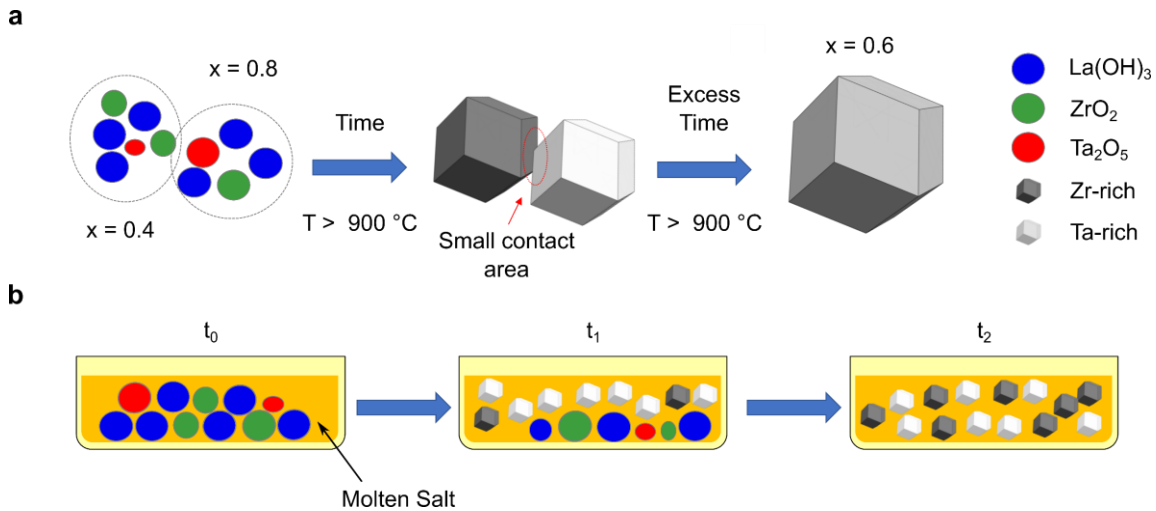 a
x = 0.8
x = 0.4
Time
T > 900 °C
Small contact
area
Excess
Time
T > 900 °C
x = 0.6
La(OH)₃
ZrO₂
Ta₂O₅
Zr-rich
Ta-rich
b
t₀
t₁
t₂
Molten Salt